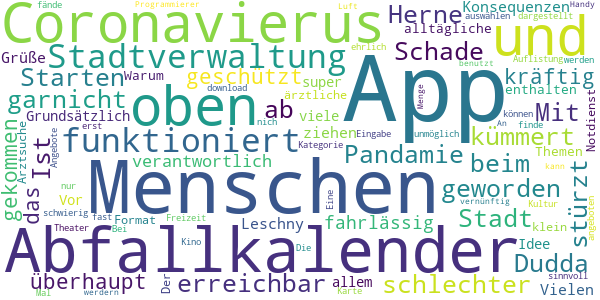 fände Programmierer Luft Konsequenzen auswählen dargestellt Handy
Coronavierus Herne und
Grüße Stadtverwaltung alltägliche ehrlich Auflistung werden
Starten geschützt Schade benutzt kräftig
Warum super App enthalten
garnicht oben download ab ärztliche Menge Mit Notdienst
Grundsätzlich viele ziehen Eingabe An können
gekommen Arztsuche das Ist funktioniert erst nich Kategorie unmöglich finde kümmert
Angebote verantwortlich Pandamie beim Themen
nur Vor Menschen Eine geworden kann stürzt
schwierig fast Format Freizeit Leschny fahrlässig Stadt Kultur vernünftig angeboten
Theater Bei Kino Die klein Idee
Abfallkalender Dudda sinnvoll
überhaupt Der erreichbar allem schlechter Vielen
Mal werdern Karte